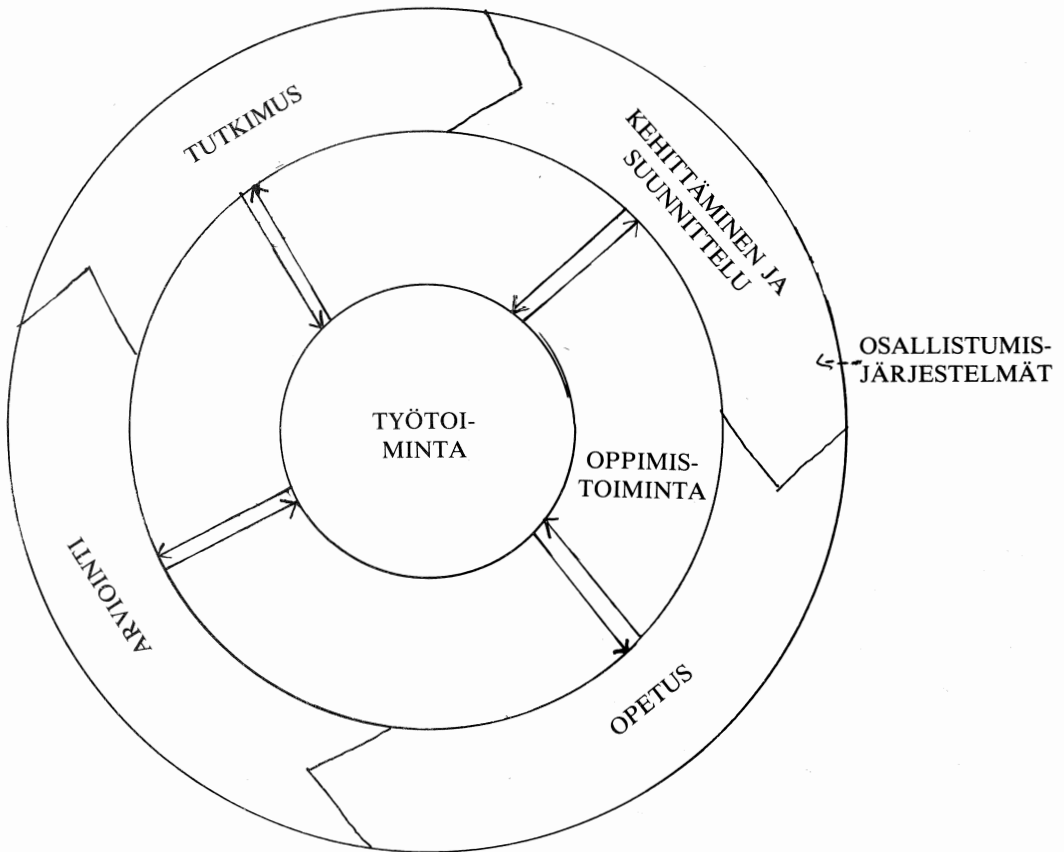 TUTKIMUS
KEHITTÄMINEN JA
SUUNNITTELU
OSALLISTUMIS-
JÄRJESTELMÄT
TYÖTOI-
MINTA
OPPIMIS-
TOIMINTA
ARVIOINTI
OPETUS